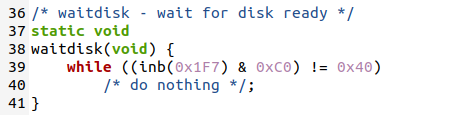 36 /* waitdisk - wait for disk ready */
37 static void
38 waitdisk(void) {
39     while ((inb(0x1F7) & 0xC0) != 0x40)
40         /* do nothing */;
41 }